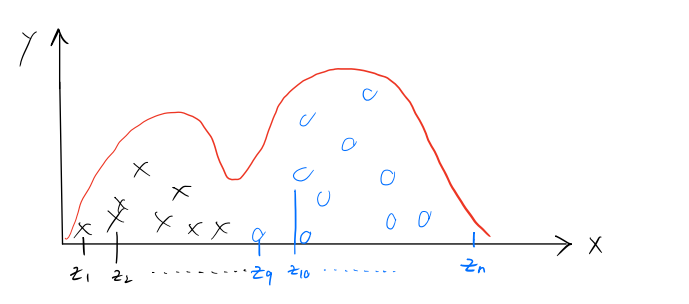 Y
X
z₁ z₂ ........... z₉ z₁₀ ....... zₙ